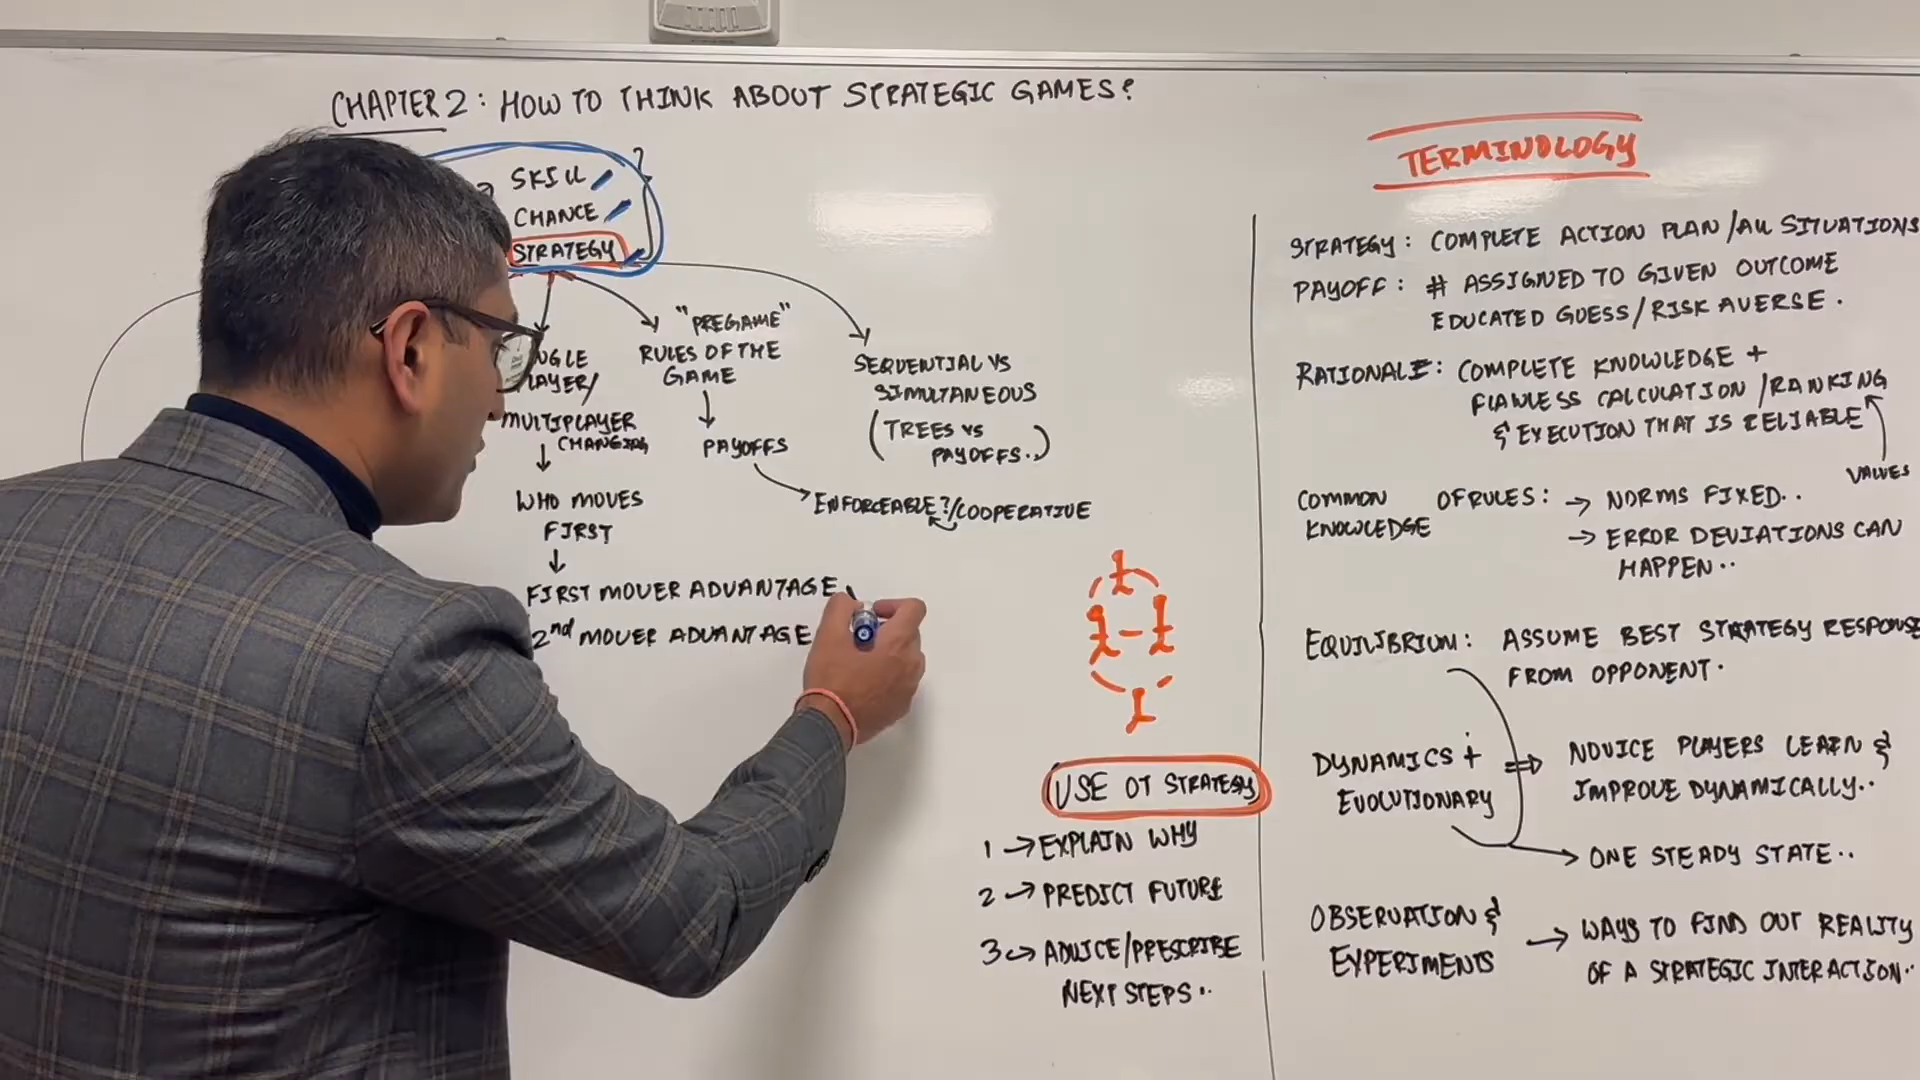 CHAPTER 2: HOW TO THINK ABOUT STRATEGIC GAMES?
SKILL
CHANCE
STRATEGY
PLAYER/
MULTIPLAYER
CHANGING
WHO MOVES
FIRST
FIRST MOVER ADVANTAGE
2nd MOVER ADVANTAGE
"PREGAME"
RULES OF THE
GAME
PAYOFFS
ENFORCEABLE?/COOPERATIVE
SEQUENTIAL VS
SIMULTANEOUS
(TREES VS
PAYOFFS..)
USE OF STRATEGY
1 → EXPLAIN WHY
2 → PREDICT FUTURE
3 → ADVICE/PRESCRIBE
NEXT STEPS..
TERMINOLOGY
STRATEGY: COMPLETE ACTION PLAN/ALL SITUATIONS
PAYOFF: # ASSIGNED TO GIVEN OUTCOME
EDUCATED GUESS/RISK AVERSE.
RATIONALE: COMPLETE KNOWLEDGE +
FLAWLESS CALCULATION/RANKING
& EXECUTION THAT IS RELIABLE
VALUES
COMMON OF RULES: → NORMS FIXED..
KNOWLEDGE
→ ERROR DEVIATIONS CAN
HAPPEN..
EQUILIBRIUM: ASSUME BEST STRATEGY RESPONSE
FROM OPPONENT.
DYNAMICS +
EVOLUTIONARY
NOVICE PLAYERS LEARN &
IMPROVE DYNAMICALLY..
ONE STEADY STATE..
OBSERVATION &
EXPERIMENTS
→ WAYS TO FIND OUT REALITY
OF A STRATEGIC INTERACTION..